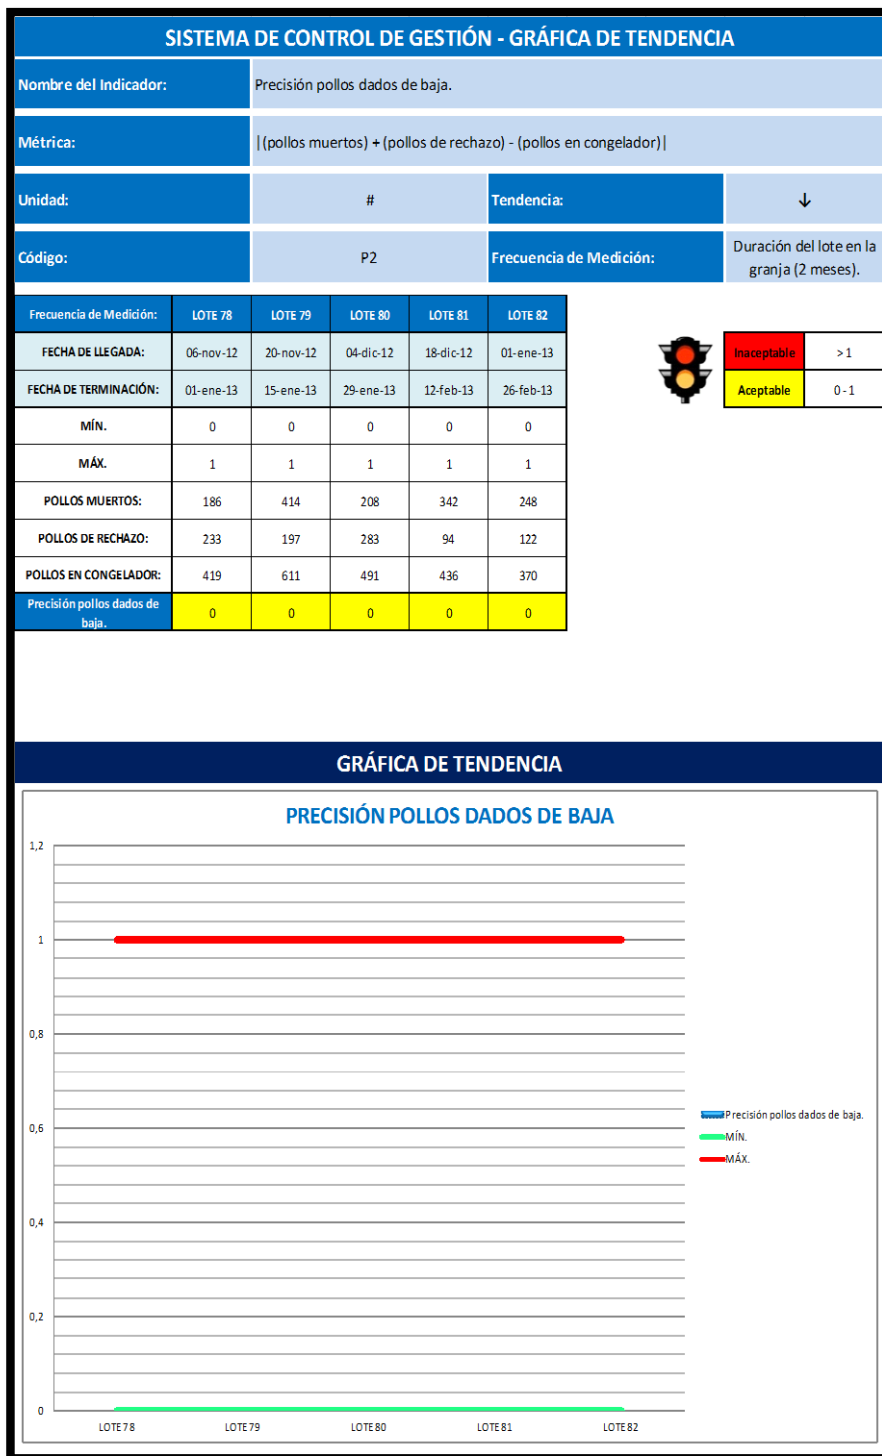 SISTEMA DE CONTROL DE GESTIÓN - GRÁFICA DE TENDENCIA
Nombre del Indicador: Precisión pollos dados de baja.
Métrica: |(pollos muertos) + (pollos de rechazo) - (pollos en congelador)|
Unidad: # Tendencia: ↓
Código: P2 Frecuencia de Medición: Duración del lote en la
granja (2 meses).
Frecuencia de Medición: LOTE 78 LOTE 79 LOTE 80 LOTE 81 LOTE 82
FECHA DE LLEGADA: 06-nov-12 20-nov-12 04-dic-12 18-dic-12 01-ene-13 Inaceptable > 1
FECHA DE TERMINACIÓN: 01-ene-13 15-ene-13 29-ene-13 12-feb-13 26-feb-13 Aceptable 0 - 1
MÍN. 0 0 0 0 0
MÁX. 1 1 1 1 1
POLLOS MUERTOS: 186 414 208 342 248
POLLOS DE RECHAZO: 233 197 283 94 122
POLLOS EN CONGELADOR: 419 611 491 436 370
Precisión pollos dados de
baja. 0 0 0 0 0
GRÁFICA DE TENDENCIA
PRECISIÓN POLLOS DADOS DE BAJA
1,2
1
0,8
0,6
0,4
0,2
0
LOTE 78 LOTE 79 LOTE 80 LOTE 81 LOTE 82
Precisión pollos dados de baja.
MÍN.
MÁX.